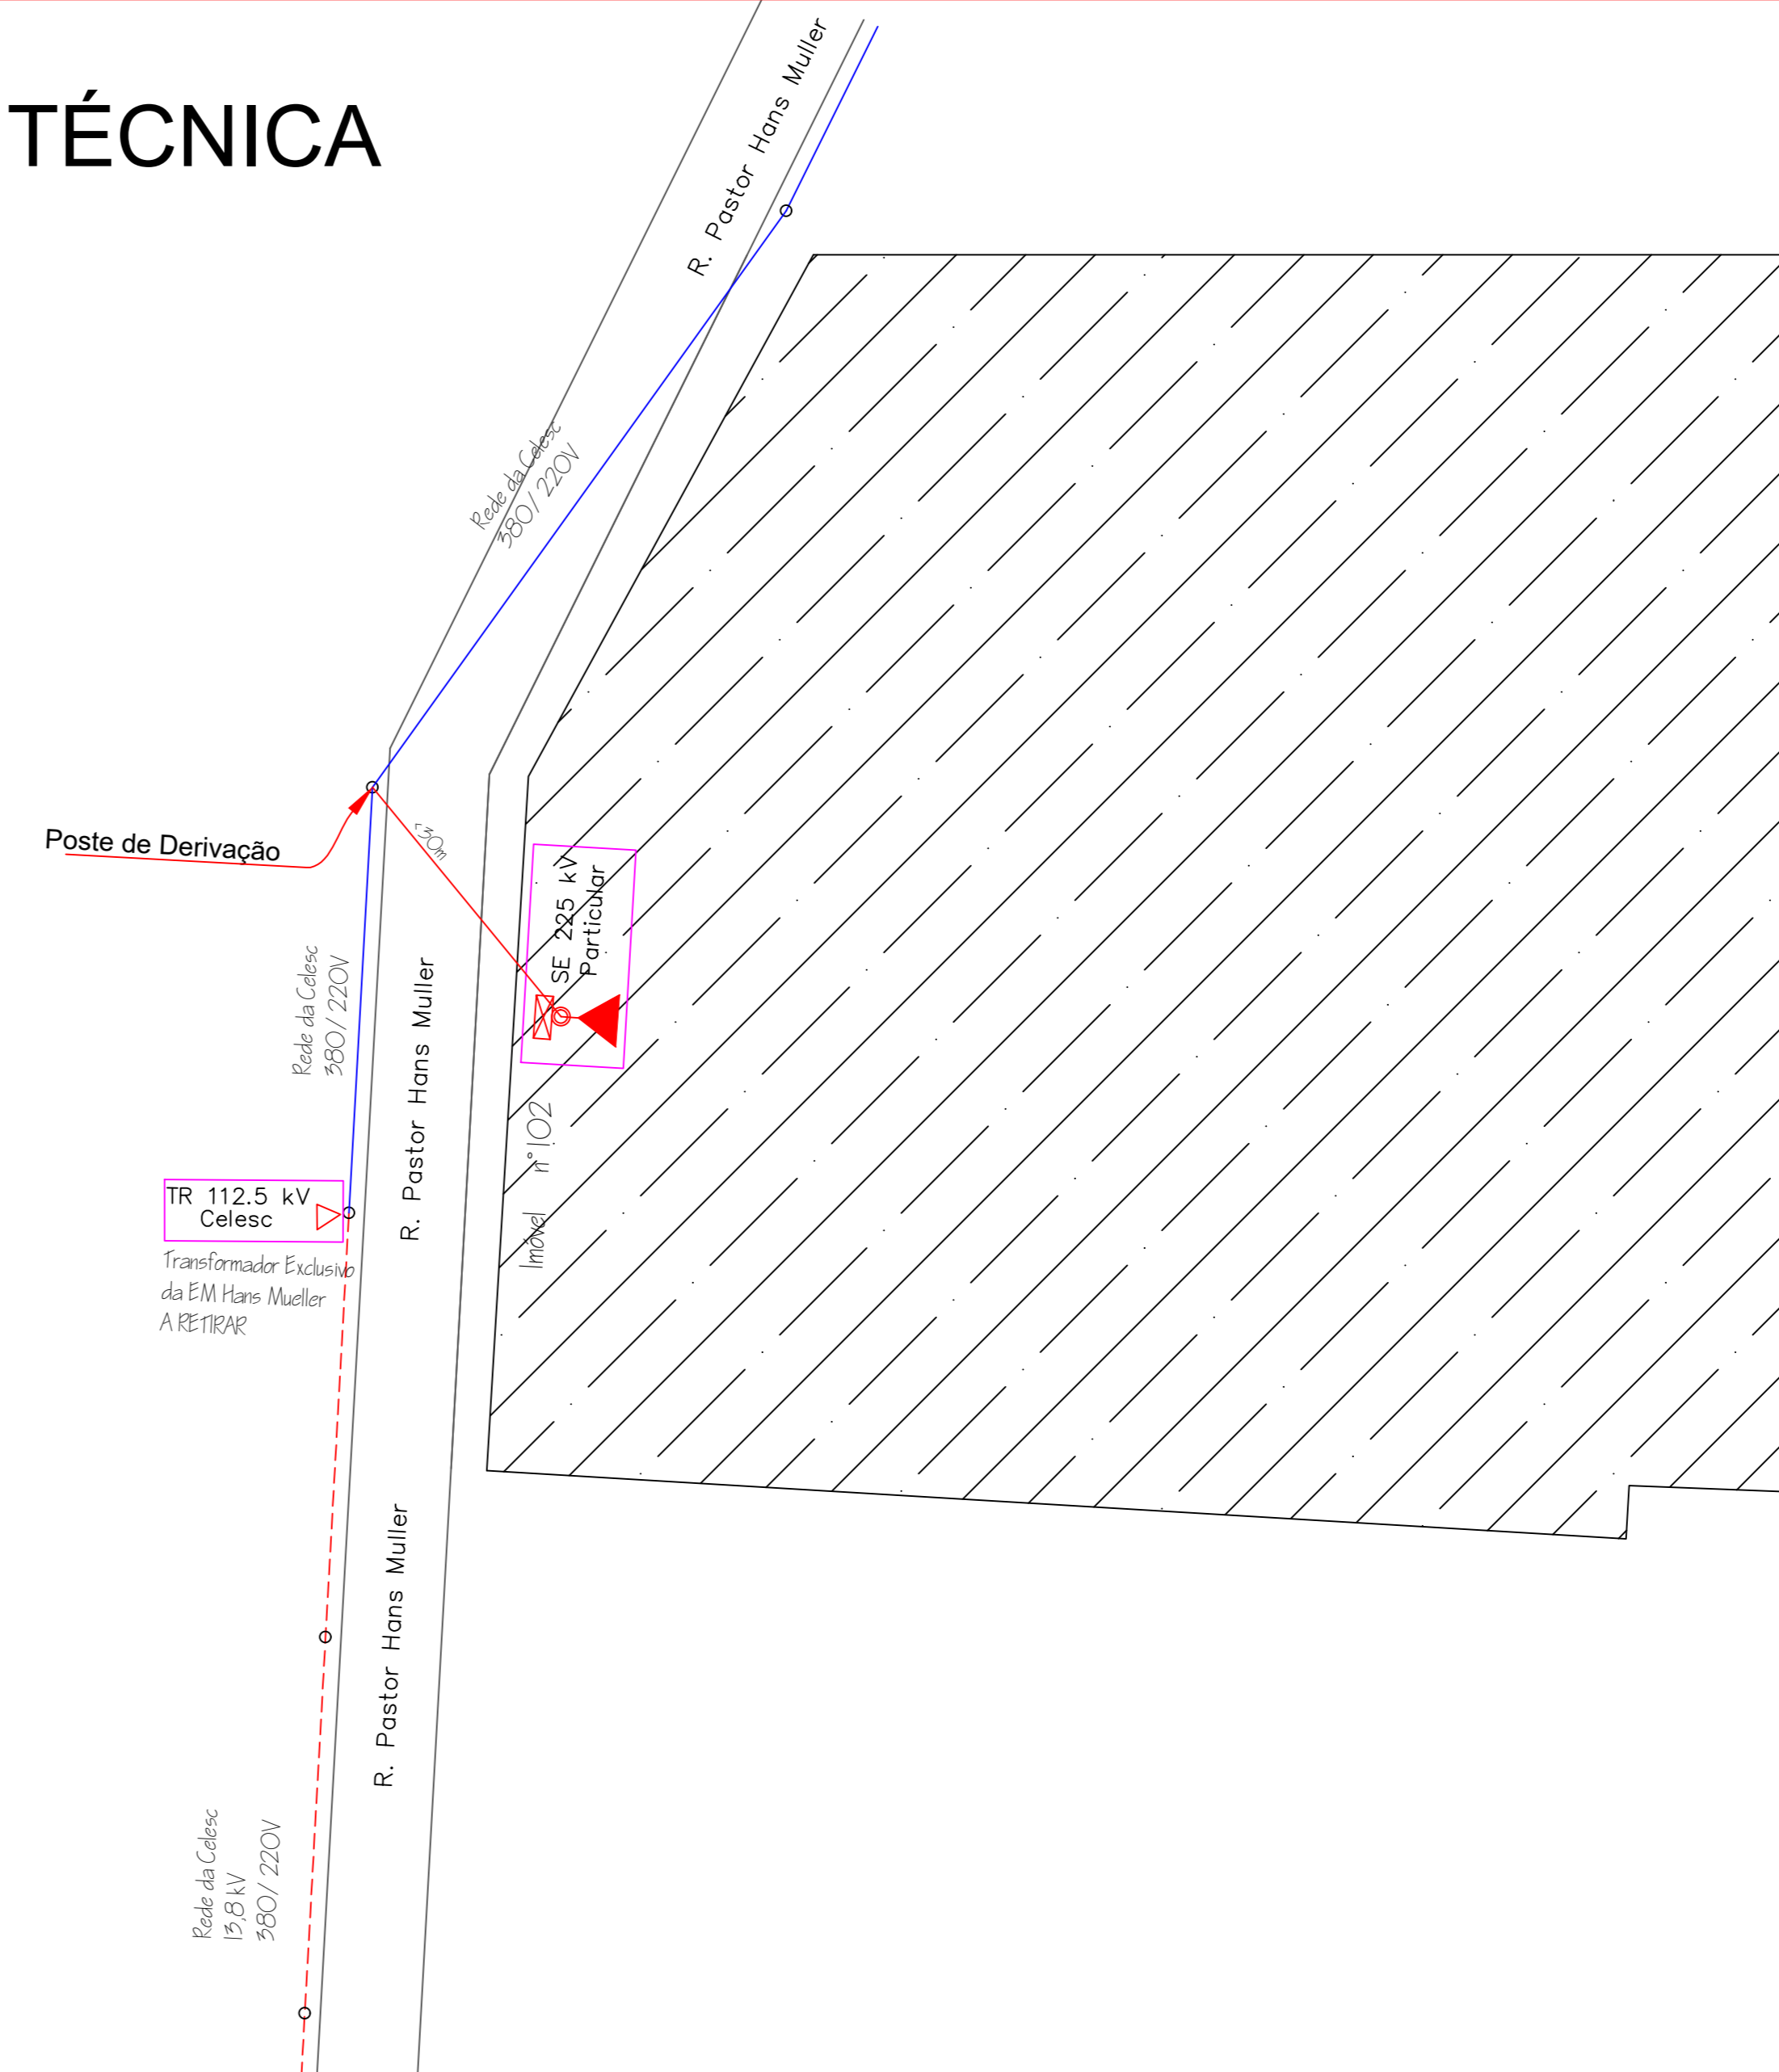 TÉCNICA
R. Pastor Hans Muller
Rede da Celesc
380/ 220V
Poste de Derivação
~30m
SE 225 kV
Particular
Rede da Celesc
380/ 220V
R. Pastor Hans Muller
Imóvel n°102
TR 112.5 kV
Celesc
Transformador Exclusivo
da EM Hans Mueller
A RETIRAR
R. Pastor Hans Muller
Rede da Celesc
13,8 kV
380/ 220V